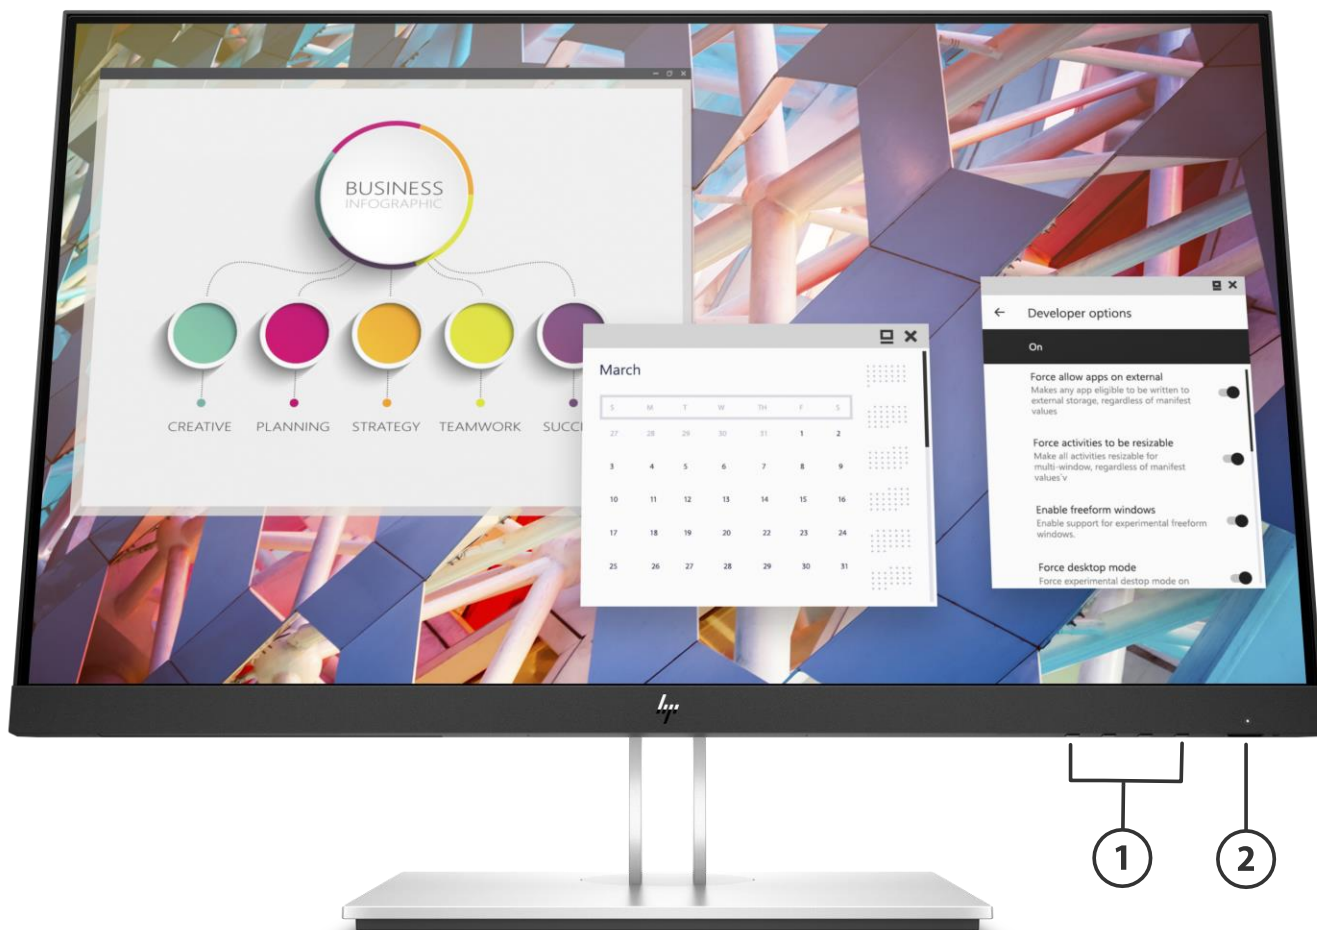 BUSINESS
INFOGRAPHIC
CREATIVE
PLANNING
STRATEGY
TEAMWORK
March
S M T W TH F S
27 28 29 30 31 1 2
3 4 5 6 7 8 9
10 11 12 13 14 15 16
17 18 19 20 22 23 24
25 26 27 28 29 30 31
Developer options
On
Force allow apps on external
Makes any app eligible to be written to
external storage, regardless of manifest
values
Force activities to be resizable
Make all activities resizable for
multi-window, regardless of manifest
values`v
Enable freeform windows
Enable support for experimental freeform
windows.
Force desktop mode
Force experimental destop mode on
hp
1
2